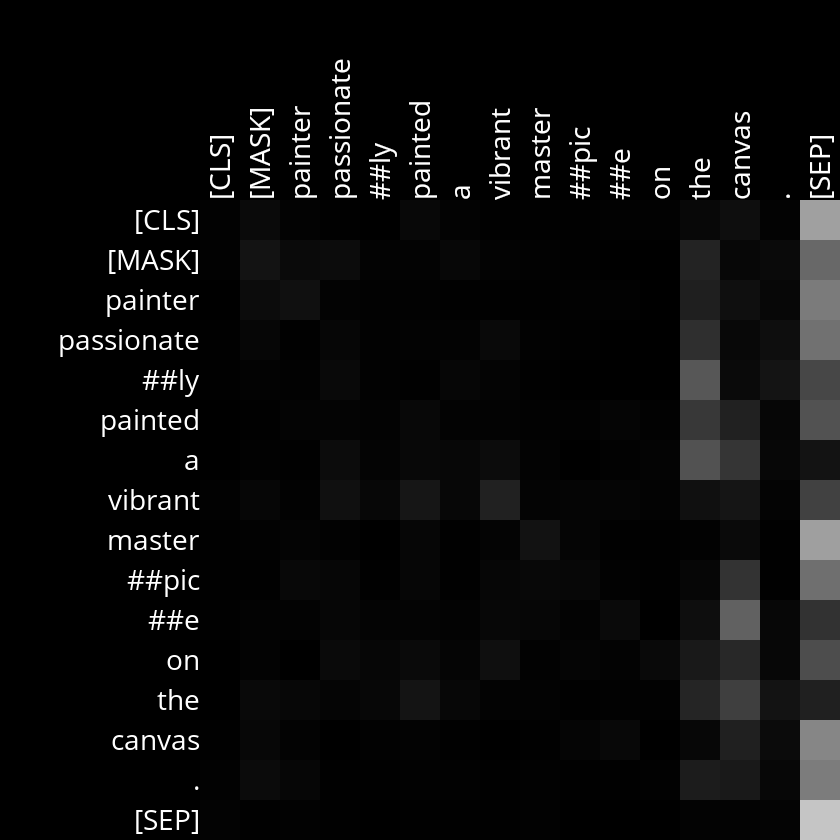 [CLS] [MASK] painter passionate ##ly painted a vibrant master ##pic ##e on the canvas . [SEP]
[CLS]
[MASK]
painter
passionate
##ly
painted
a
vibrant
master
##pic
##e
on
the
canvas
.
[SEP]